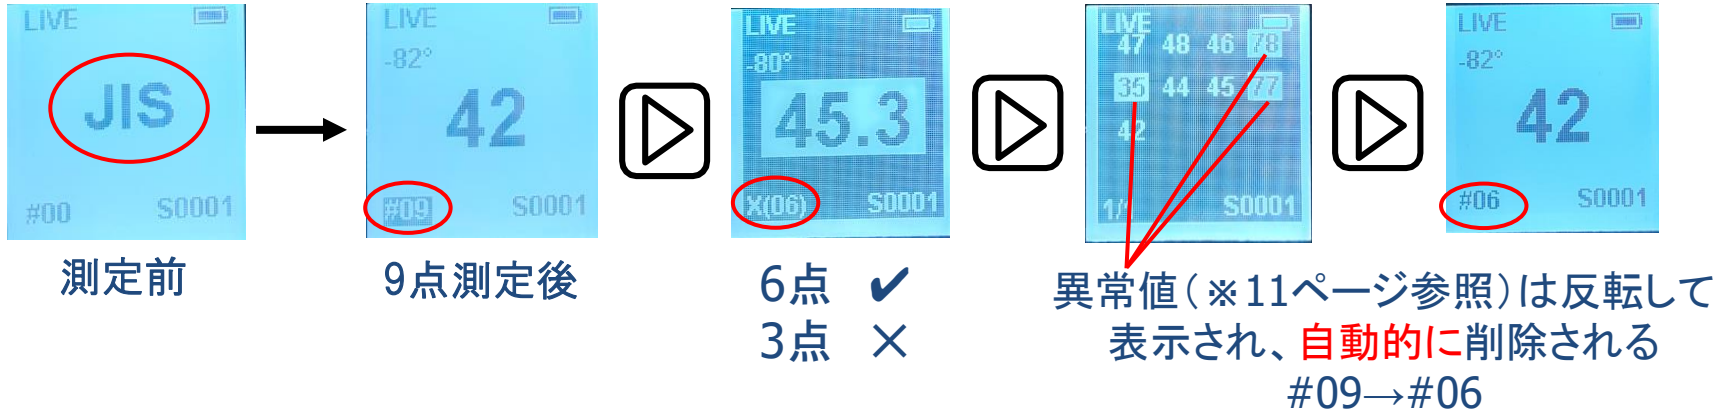 LIVE
JIS
#00 S0001
測定前
LIVE
-82°
42
#09 S0001
9点測定後
LIVE
-80°
45.3
X(06) S0001
6点 ✔
3点 ×
LIVE
47 48 46 78
35 44 45 77
42
1/1 S0001
LIVE
-82°
42
#06 S0001
異常値(※11ページ参照)は反転して
表示され、自動的に削除される
#09→#06